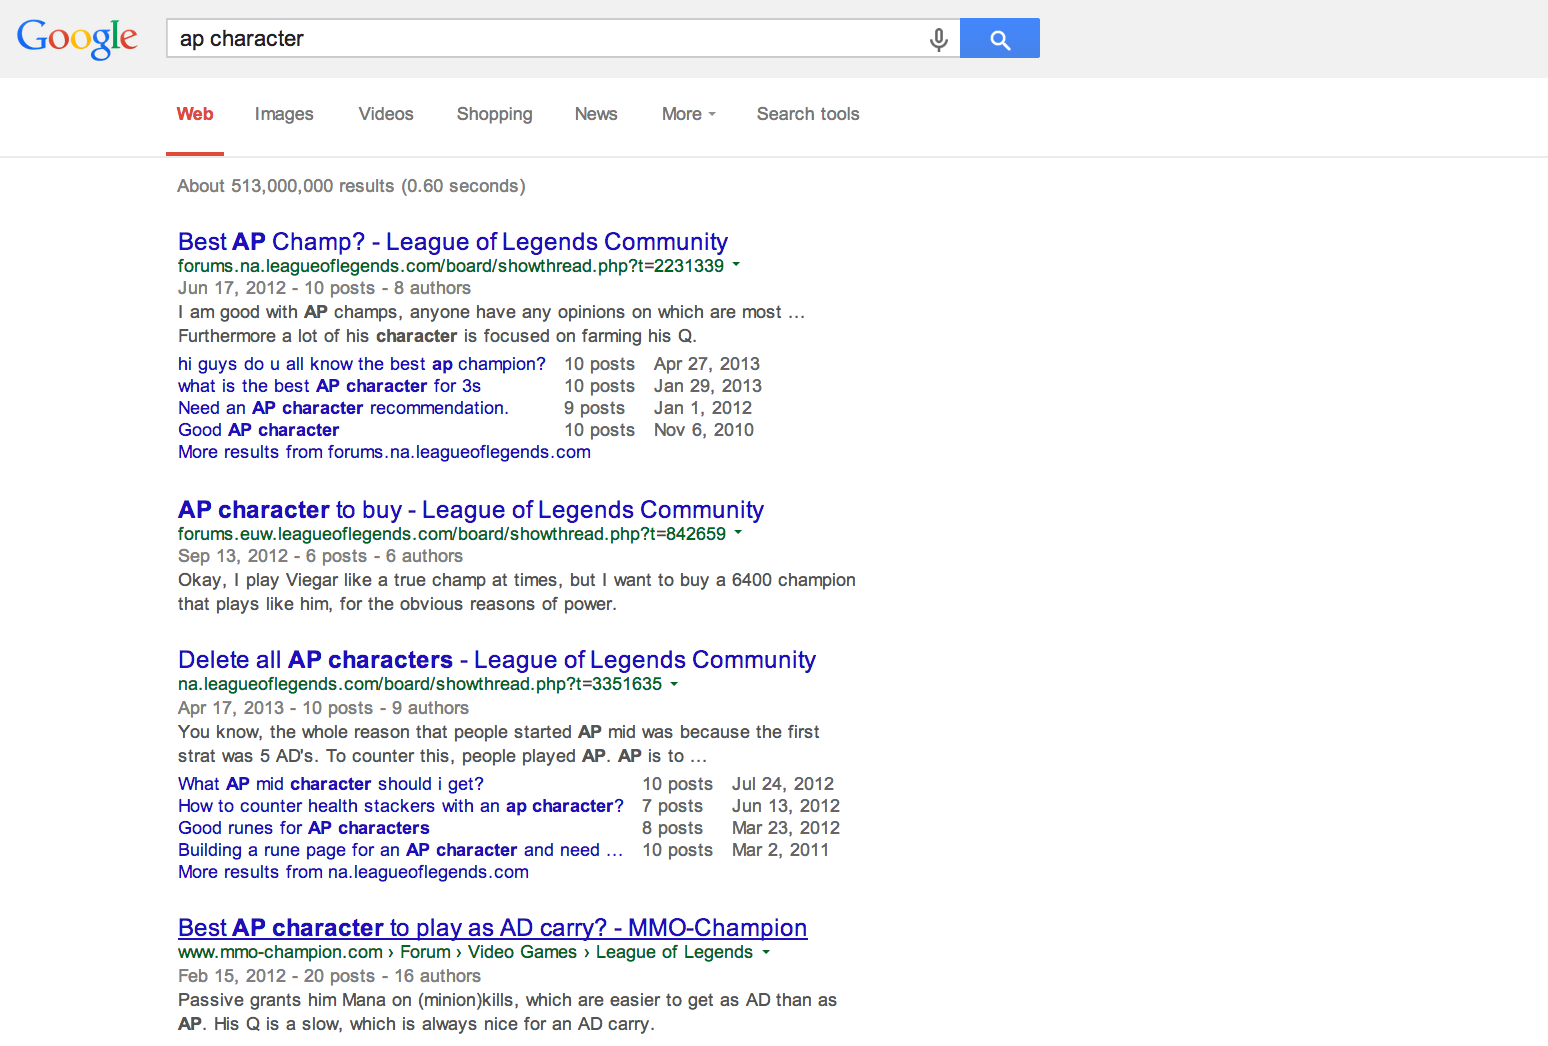 Google
ap character
Web Images Videos Shopping News More Search tools
About 513,000,000 results (0.60 seconds)
Best AP Champ? - League of Legends Community
forums.na.leagueoflegends.com/board/showthread.php?t=2231339
Jun 17, 2012 - 10 posts - 8 authors
I am good with AP champs, anyone have any opinions on which are most ...
Furthermore a lot of his character is focused on farming his Q.
hi guys do u all know the best ap champion? 10 posts Apr 27, 2013
what is the best AP character for 3s 10 posts Jan 29, 2013
Need an AP character recommendation. 9 posts Jan 1, 2012
Good AP character 10 posts Nov 6, 2010
More results from forums.na.leagueoflegends.com
AP character to buy - League of Legends Community
forums.euw.leagueoflegends.com/board/showthread.php?t=842659
Sep 13, 2012 - 6 posts - 6 authors
Okay, I play Viegar like a true champ at times, but I want to buy a 6400 champion
that plays like him, for the obvious reasons of power.
Delete all AP characters - League of Legends Community
na.leagueoflegends.com/board/showthread.php?t=3351635
Apr 17, 2013 - 10 posts - 9 authors
You know, the whole reason that people started AP mid was because the first
strat was 5 AD's. To counter this, people played AP. AP is to ...
What AP mid character should i get? 10 posts Jul 24, 2012
How to counter health stackers with an ap character? 7 posts Jun 13, 2012
Good runes for AP characters 8 posts Mar 23, 2012
Building a rune page for an AP character and need ... 10 posts Mar 2, 2011
More results from na.leagueoflegends.com
Best AP character to play as AD carry? - MMO-Champion
www.mmo-champion.com › Forum › Video Games › League of Legends
Feb 15, 2012 - 20 posts - 16 authors
Passive grants him Mana on (minion)kills, which are easier to get as AD than as
AP. His Q is a slow, which is always nice for an AD carry.